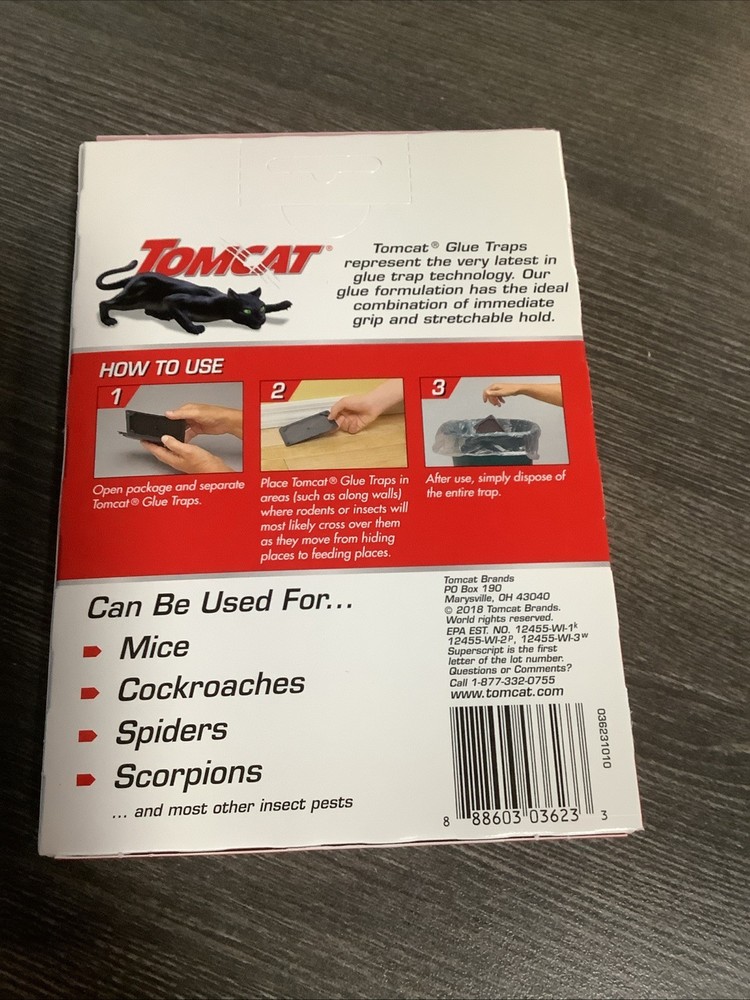 TOMCAT®
Tomcat® Glue Traps
represent the very latest in
glue trap technology. Our
glue formulation has the ideal
combination of immediate
grip and stretchable hold.
HOW TO USE
1
Open package and separate
Tomcat® Glue Traps.
2
Place Tomcat® Glue Traps in
areas (such as along walls)
where rodents or insects will
most likely cross over them
as they move from hiding
places to feeding places.
3
After use, simply dispose of
the entire trap.
Can Be Used For...
Mice
Cockroaches
Spiders
Scorpions
... and most other insect pests
Tomcat Brands
PO Box 190
Marysville, OH 43040
© 2018 Tomcat Brands.
World rights reserved.
EPA EST. NO. 12455-WI-1ᵏ
12455-WI-2ᴾ, 12455-WI-3ʷ
Superscript is the first
letter of the lot number.
Questions or Comments?
Call 1-877-332-0755
www.tomcat.com
036231010
8 88603 03623 3